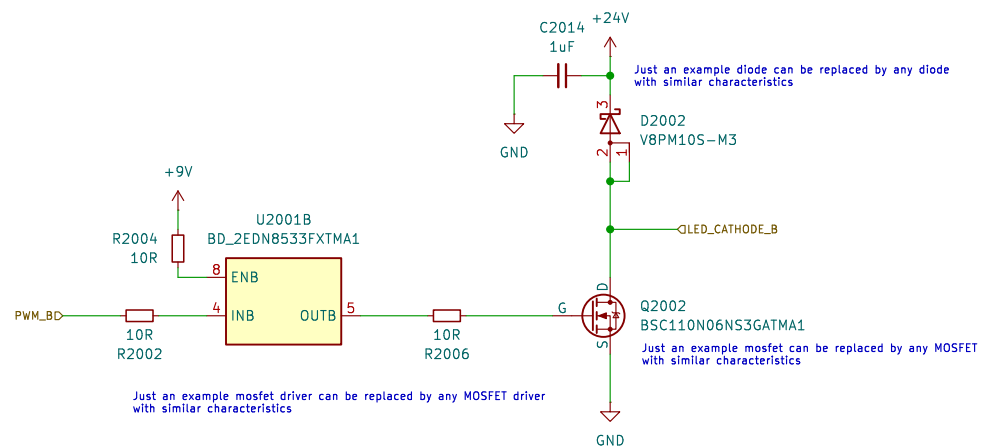 +24V
C2014
1uF
Just an example diode can be replaced by any diode
with similar characteristics
3
D2002
V8PM10S-M3
GND
2
1
+9V
U2001B
BD_2EDN8533FXTMA1
R2004
10R
8
ENB
LED_CATHODE_B
D
PWM_B
4
INB
OUTB
5
G
Q2002
BSC110N06NS3GATMA1
10R
R2002
10R
R2006
S
Just an example mosfet can be replaced by any MOSFET
with similar characteristics
Just an example mosfet driver can be replaced by any MOSFET driver
with similar characteristics
GND